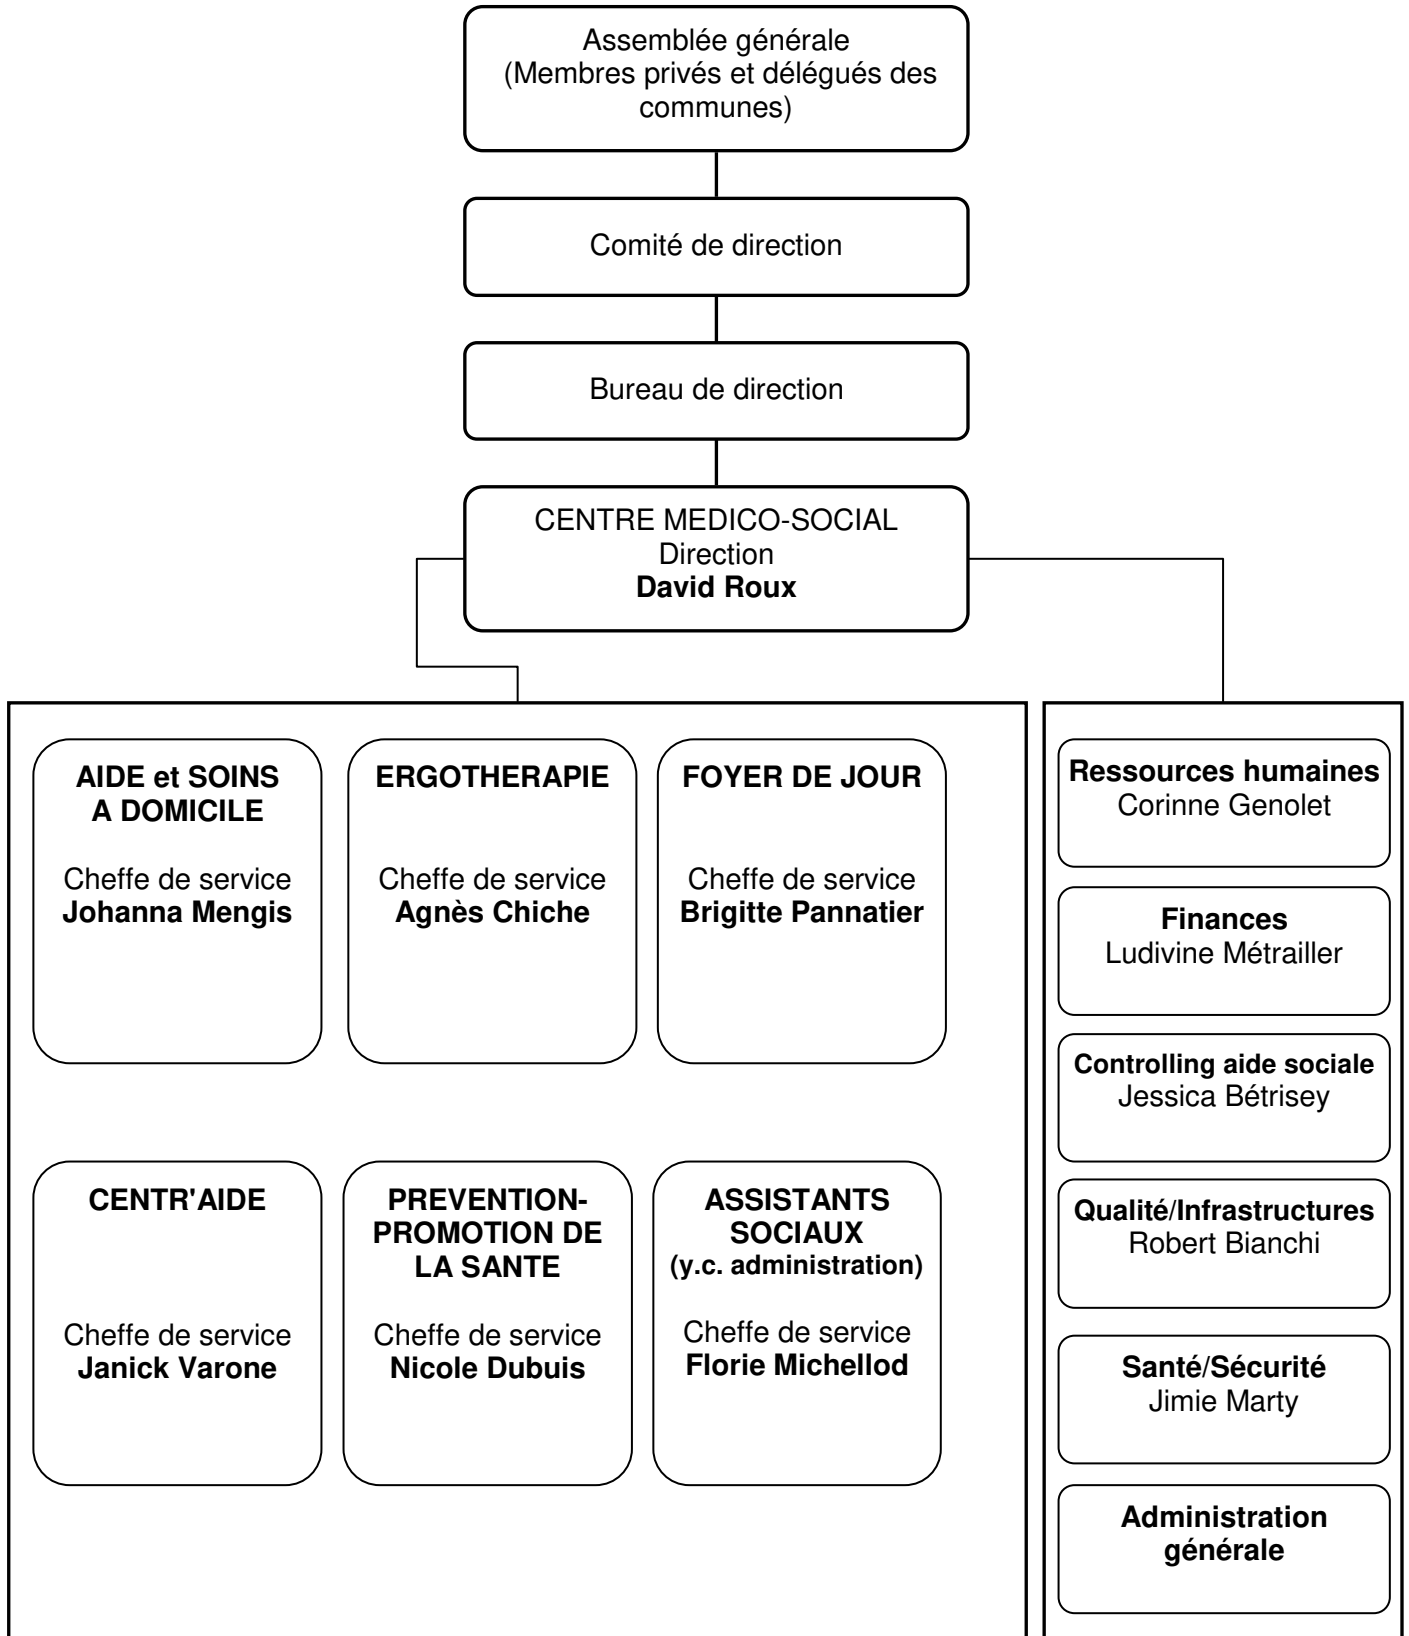 Assemblée générale
(Membres privés et délégués des
communes)
Comité de direction
Bureau de direction
CENTRE MEDICO-SOCIAL
Direction
David Roux
AIDE et SOINS
A DOMICILE
Cheffe de service
Johanna Mengis
ERGOTHERAPIE
Cheffe de service
Agnès Chiche
FOYER DE JOUR
Cheffe de service
Brigitte Pannatier
CENTR'AIDE
Cheffe de service
Janick Varone
PREVENTION-
PROMOTION DE
LA SANTE
Cheffe de service
Nicole Dubuis
ASSISTANTS
SOCIAUX
(y.c. administration)
Cheffe de service
Florie Michellod
Ressources humaines
Corinne Genolet
Finances
Ludivine Métrailler
Controlling aide sociale
Jessica Bétrisey
Qualité/Infrastructures
Robert Bianchi
Santé/Sécurité
Jimie Marty
Administration
générale